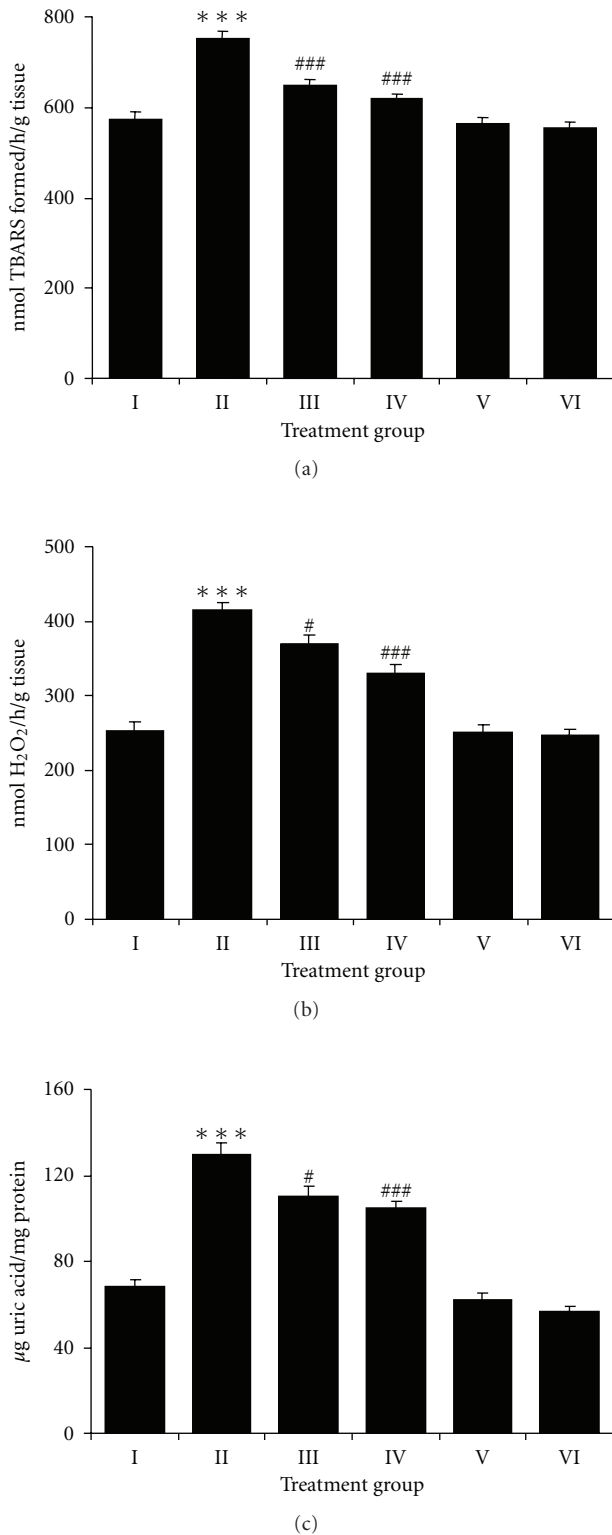 nmol TBARS formed/h/g tissue
800
600
400
200
0
* * *
###
###
I II III IV V VI
Treatment group
(a)
nmol H₂O₂/h/g tissue
500
400
300
200
100
0
* * *
#
###
I II III IV V VI
Treatment group
(b)
µg uric acid/mg protein
160
120
80
40
0
* * *
#
###
I II III IV V VI
Treatment group
(c)